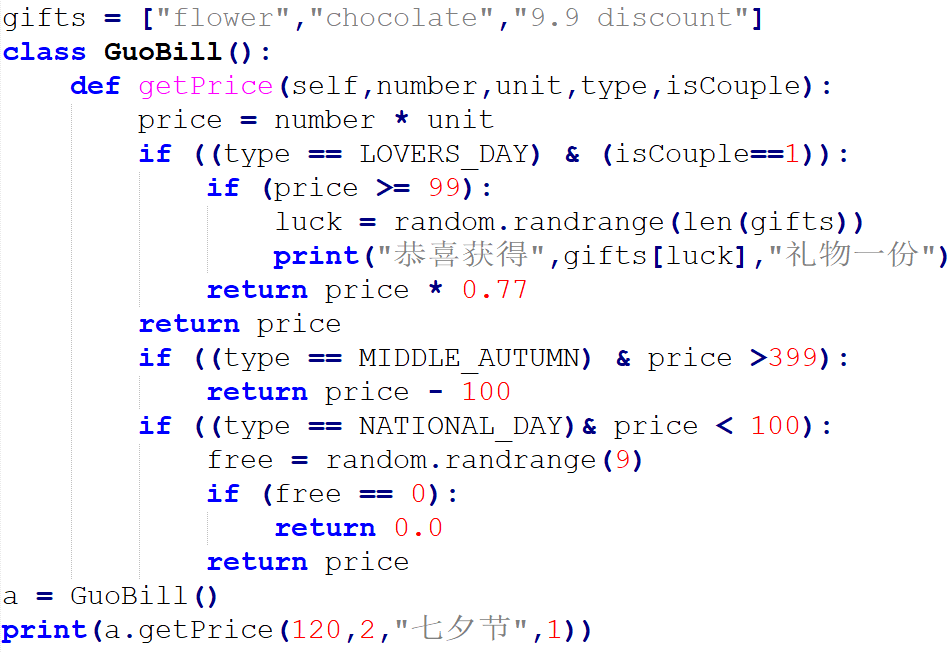 gifts = ["flower","chocolate","9.9 discount"]
class GuoBill():
    def getPrice(self,number,unit,type,isCouple):
        price = number * unit
        if ((type == LOVERS_DAY) & (isCouple==1)):
            if (price >= 99):
                luck = random.randrange(len(gifts))
                print("恭喜获得",gifts[luck],"礼物一份")
            return price * 0.77
        return price
        if ((type == MIDDLE_AUTUMN) & price >399):
            return price - 100
        if ((type == NATIONAL_DAY)& price < 100):
            free = random.randrange(9)
            if (free == 0):
                return 0.0
            return price
a = GuoBill()
print(a.getPrice(120,2,"七夕节",1))